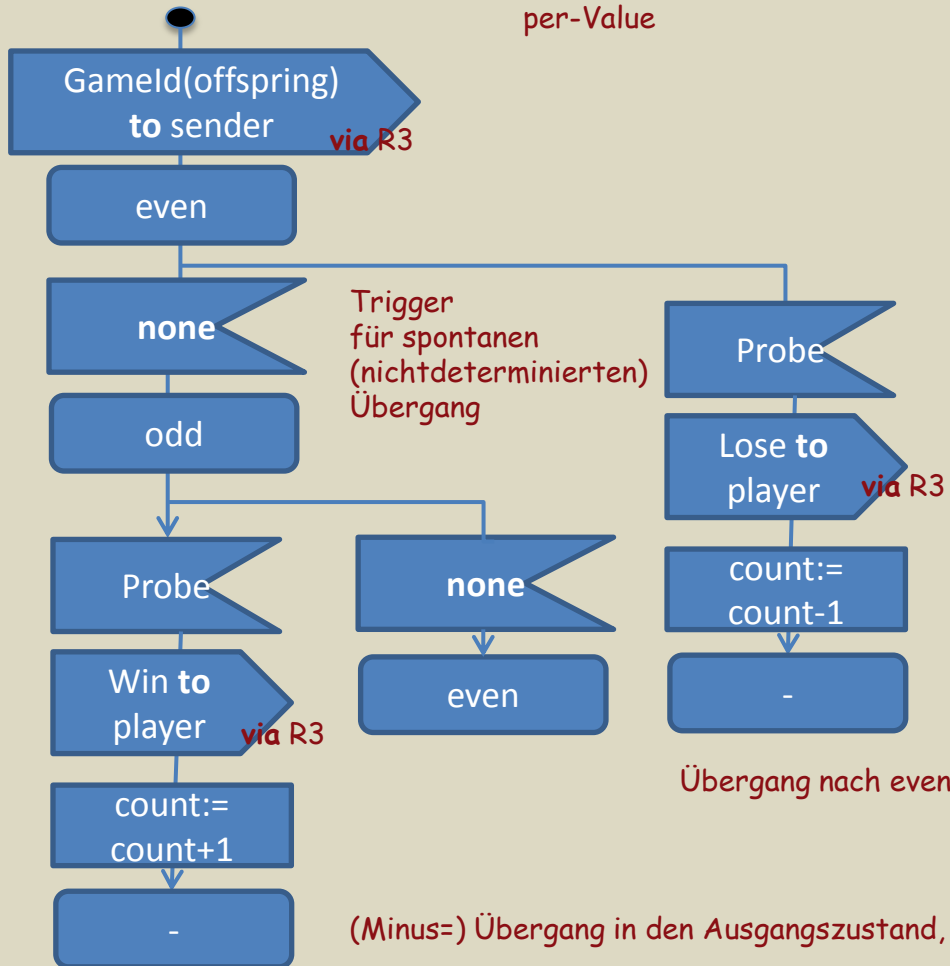 per-Value
GameId(offspring)
to sender
via R3
even
none
Trigger
für spontanen
(nichtdeterminierten)
Übergang
Probe
odd
Lose to
player
via R3
Probe
none
count:=
count-1
Win to
player
via R3
even
-
Übergang nach even
count:=
count+1
-
(Minus=) Übergang in den Ausgangszustand,